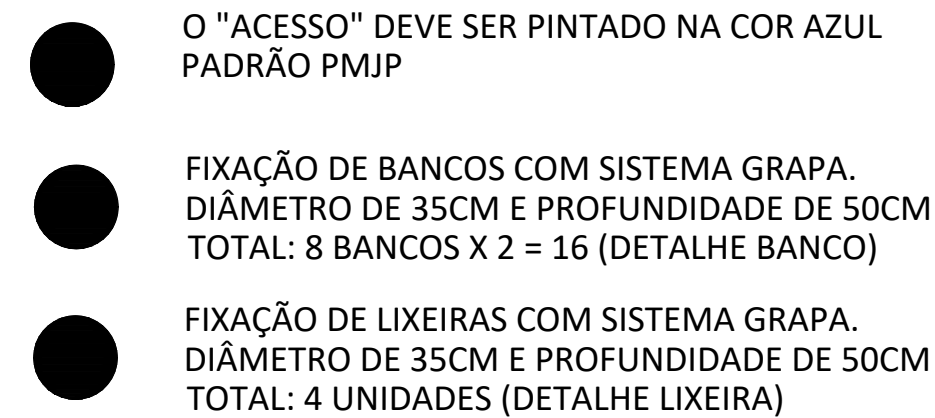 O "ACESSO" DEVE SER PINTADO NA COR AZUL
PADRÃO PMJP
FIXAÇÃO DE BANCOS COM SISTEMA GRAPA.
DIÂMETRO DE 35CM E PROFUNDIDADE DE 50CM
TOTAL: 8 BANCOS X 2 = 16 (DETALHE BANCO)
FIXAÇÃO DE LIXEIRAS COM SISTEMA GRAPA.
DIÂMETRO DE 35CM E PROFUNDIDADE DE 50CM
TOTAL: 4 UNIDADES (DETALHE LIXEIRA)